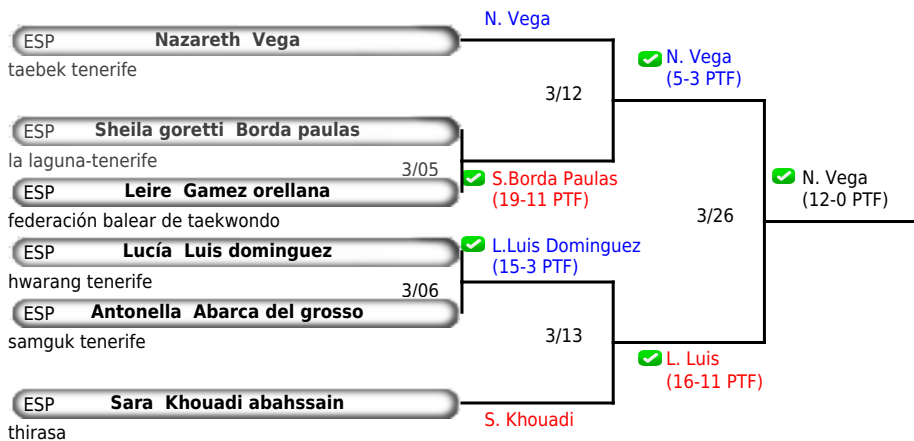 N. Vega
ESP Nazareth Vega
taebek tenerife
N. Vega
(5-3 PTF)
3/12
ESP Sheila goretti Borda paulas
la laguna-tenerife
3/05
S.Borda Paulas
(19-11 PTF)
N. Vega
(12-0 PTF)
ESP Leire Gamez orellana
federación balear de taekwondo
3/26
ESP Lucía Luis dominguez
L.Luis Dominguez
(15-3 PTF)
hwarang tenerife
3/06
ESP Antonella Abarca del grosso
samguk tenerife
3/13
L. Luis
(16-11 PTF)
ESP Sara Khouadi abahssain
S. Khouadi
thirasa